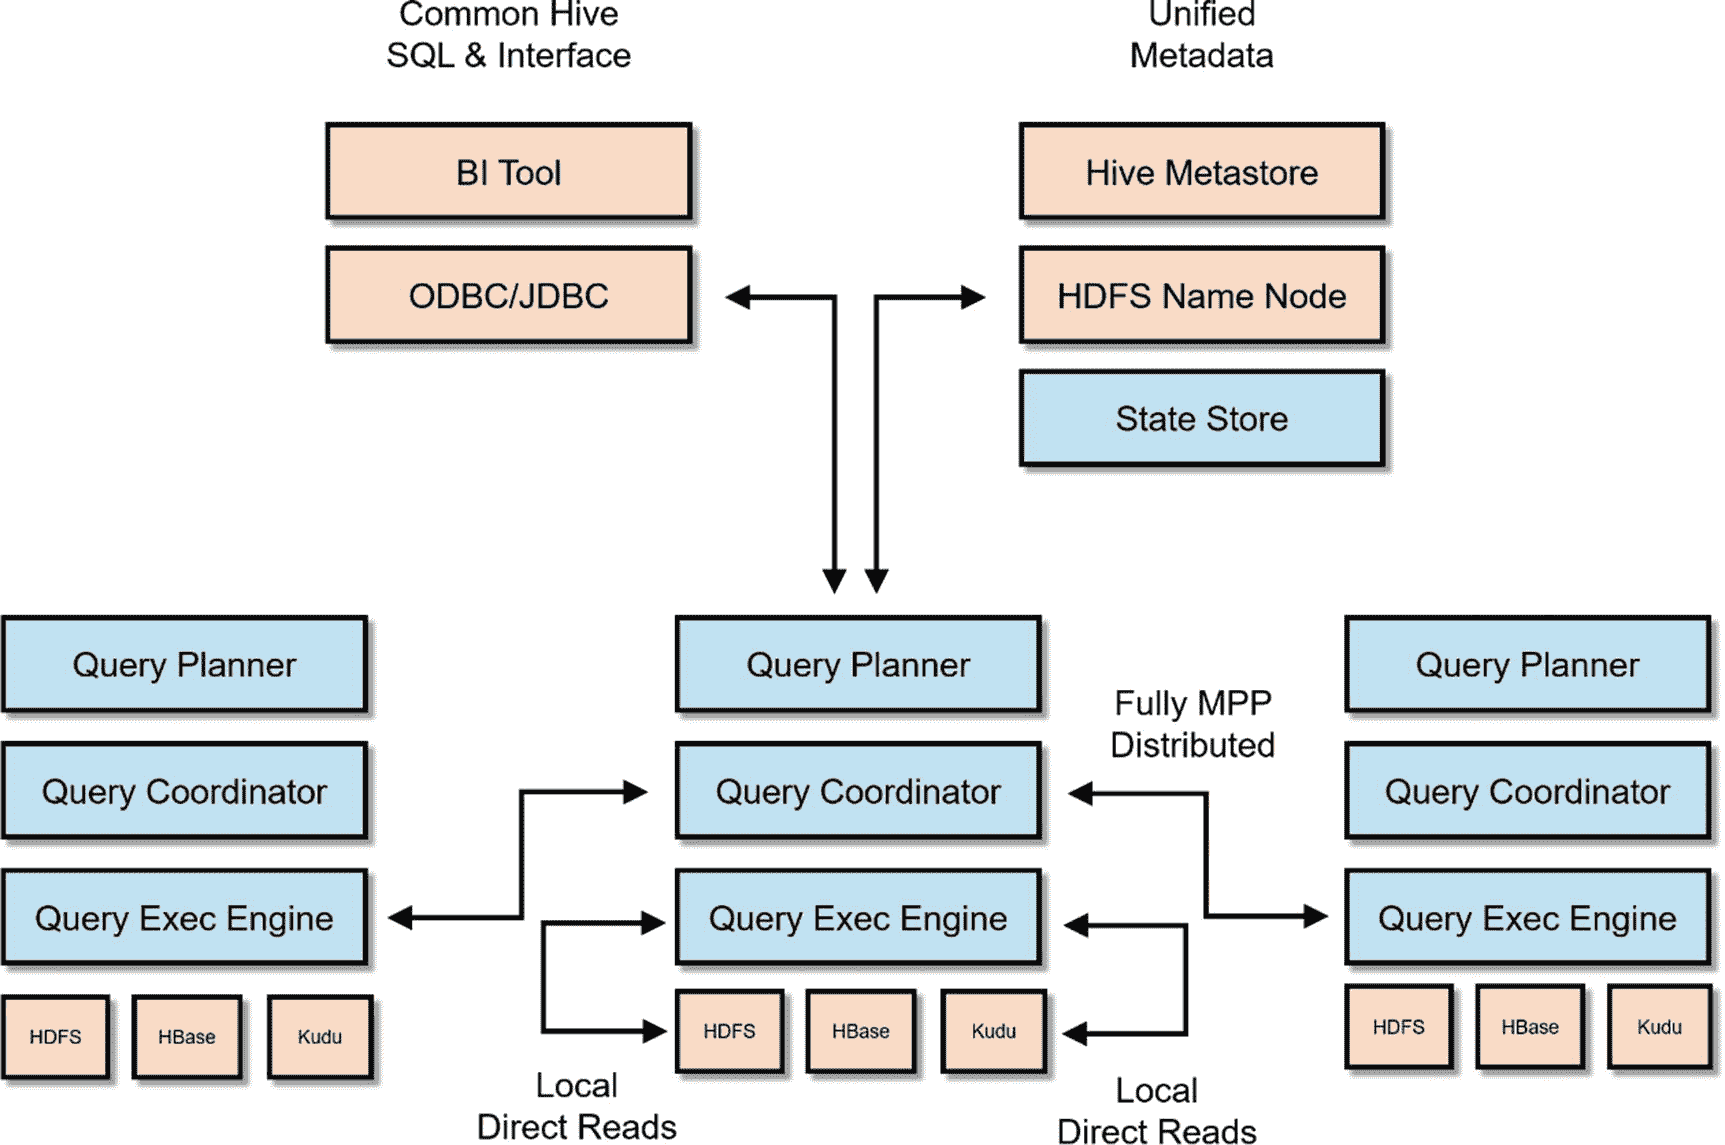 Common Hive
SQL & Interface
Unified
Metadata
BI Tool
Hive Metastore
ODBC/JDBC
HDFS Name Node
State Store
Query Planner
Query Planner
Query Planner
Fully MPP
Distributed
Query Coordinator
Query Coordinator
Query Coordinator
Query Exec Engine
Query Exec Engine
Query Exec Engine
HDFS
HBase
Kudu
HDFS
HBase
Kudu
HDFS
HBase
Kudu
Local
Direct Reads
Local
Direct Reads